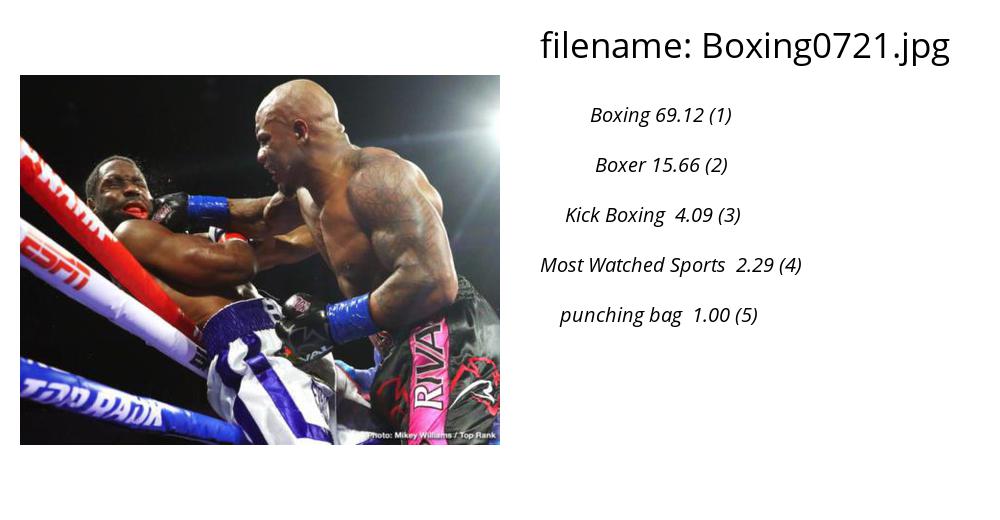 filename: Boxing0721.jpg
Boxing 69.12 (1)
Boxer 15.66 (2)
Kick Boxing 4.09 (3)
Most Watched Sports 2.29 (4)
punching bag 1.00 (5)
ESPN
TOP RANK
RIVA
Photo: Mikey Williams / Top Rank